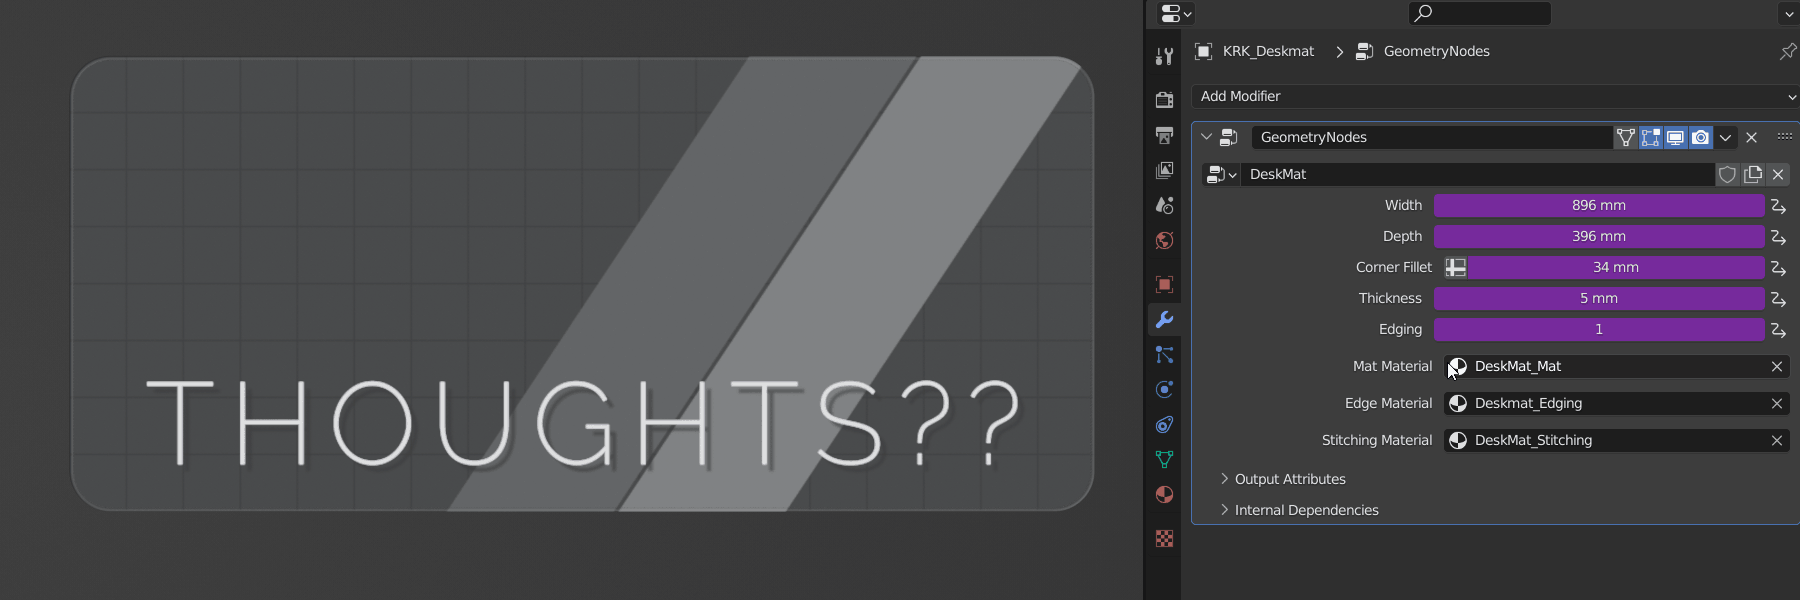 THOUGHTS??
KRK_Deskmat > GeometryNodes
Add Modifier
GeometryNodes
DeskMat
Width 896 mm
Depth 396 mm
Corner Fillet 34 mm
Thickness 5 mm
Edging 1
Mat Material DeskMat_Mat
Edge Material Deskmat_Edging
Stitching Material DeskMat_Stitching
Output Attributes
Internal Dependencies